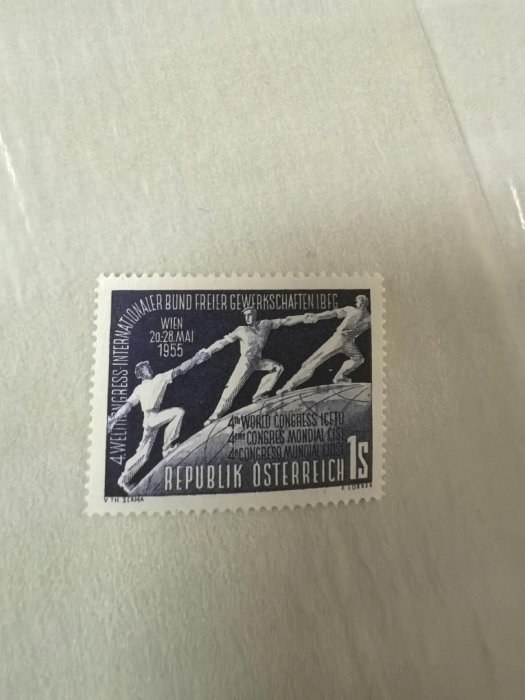 4. WELTKONGRESS·INTERNATIONALER BUND FREIER GEWERKSCHAFTEN IBFG
WIEN
20-28. MAI
1955
4th WORLD CONGRESS ICFTU
4ème CONGRES MONDIAL CISL
4º CONGRESO MUNDIAL CIOSL
REPUBLIK ÖSTERREICH 1S